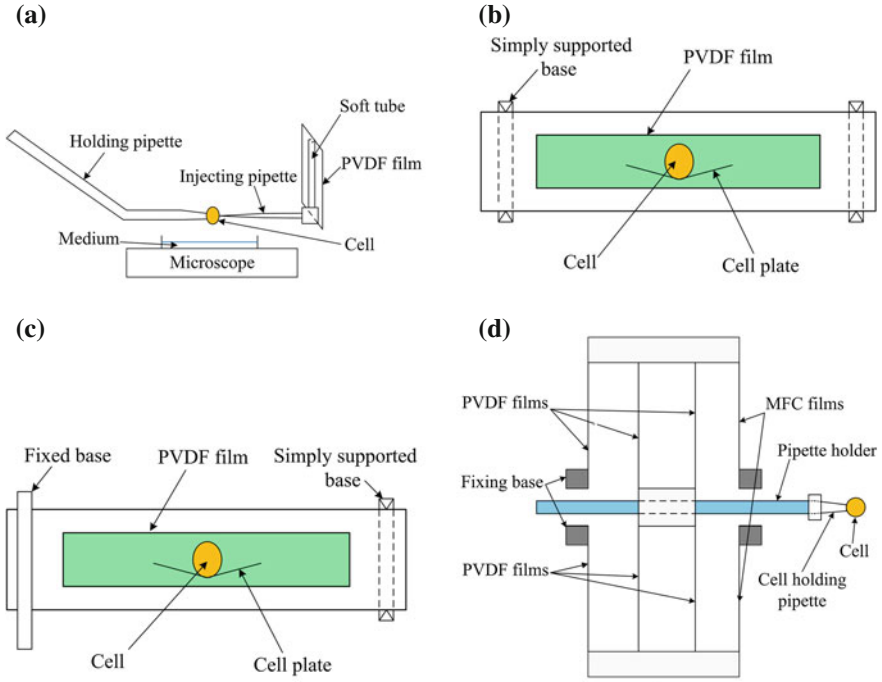 (a)
Soft tube
Holding pipette
PVDF film
Injecting pipette
Medium
Cell
Microscope
(b)
Simply supported
base
PVDF film
Cell
Cell plate
(c)
Fixed base
PVDF film
Simply supported
base
Cell
Cell plate
(d)
PVDF films
MFC films
Pipette holder
Fixing base
Cell
PVDF films
Cell holding
pipette